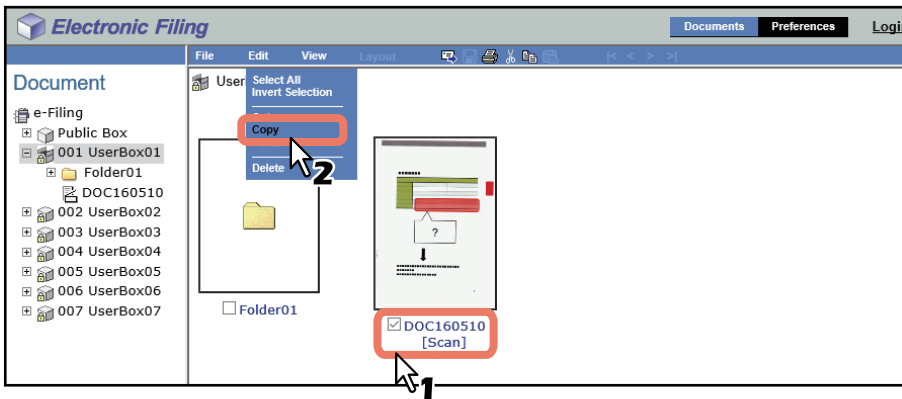 Electronic Filing
Documents
Preferences
Login
File
Edit
View
Layout
|< < > >|
Document
User
Select All
Invert Selection
Copy
Delete
2
e-Filing
Public Box
001 UserBox01
Folder01
DOC160510
002 UserBox02
003 UserBox03
004 UserBox04
005 UserBox05
006 UserBox06
007 UserBox07
?
Folder01
DOC160510
[Scan]
1